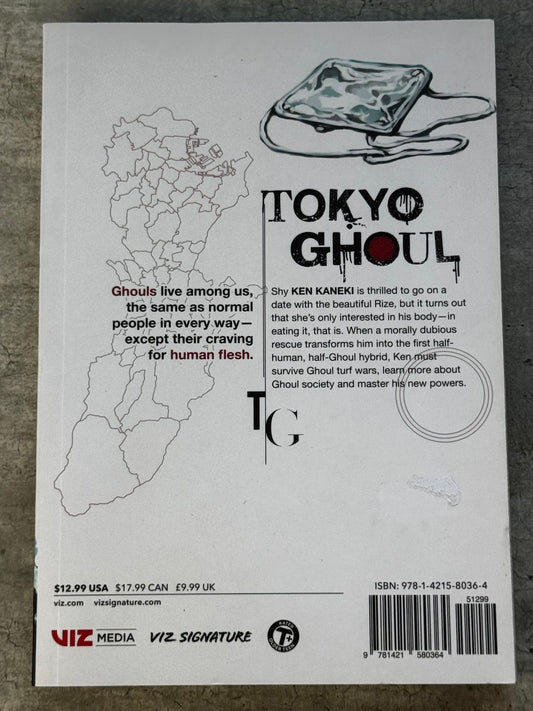 TOKYO
GHOUL
Ghouls live among us,
the same as normal
people in every way—
except their craving
for human flesh.
Shy KEN KANEKI is thrilled to go on a
date with the beautiful Rize, but it turns out
that she's only interested in his body—in
eating it, that is. When a morally dubious
rescue transforms him into the first half-
human, half-Ghoul hybrid, Ken must
survive Ghoul turf wars, learn more about
Ghoul society and master his new powers.
TG
$12.99 USA $17.99 CAN £9.99 UK
viz.com vizsignature.com
VIZ MEDIA VIZ SIGNATURE
RATED
T+
OLDER TEEN
ISBN: 978-1-4215-8036-4
51299
9 781421 580364